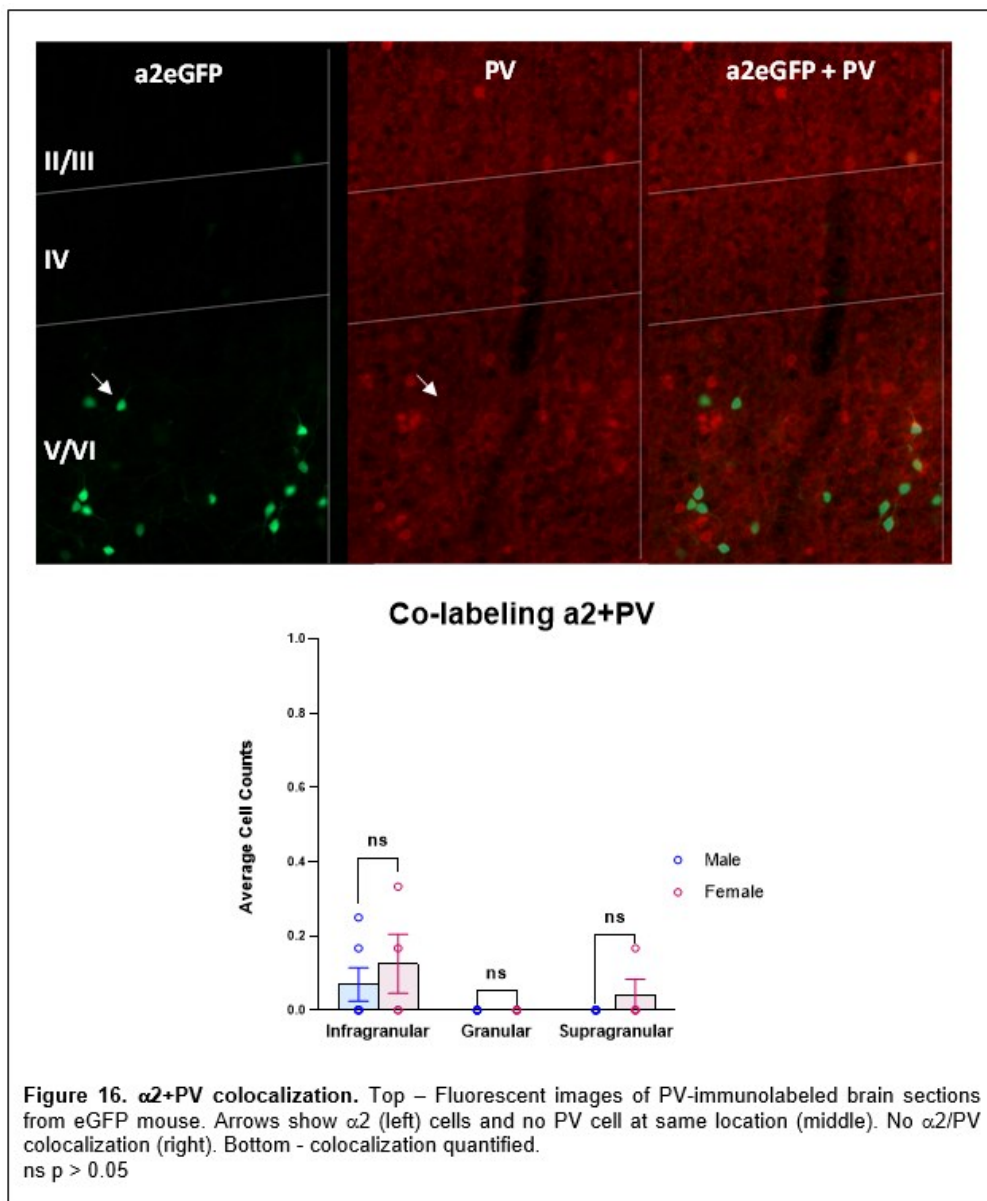 a2eGFP PV a2eGFP + PV
II/III
IV
V/VI
Co-labeling a2+PV
1.0
0.8
0.6
0.4
0.2
0.0
Average Cell Counts
ns
ns
ns
Male
Female
Infragranular Granular Supragranular
Figure 16. α2+PV colocalization. Top – Fluorescent images of PV-immunolabeled brain sections
from eGFP mouse. Arrows show α2 (left) cells and no PV cell at same location (middle). No α2/PV
colocalization (right). Bottom - colocalization quantified.
ns p > 0.05